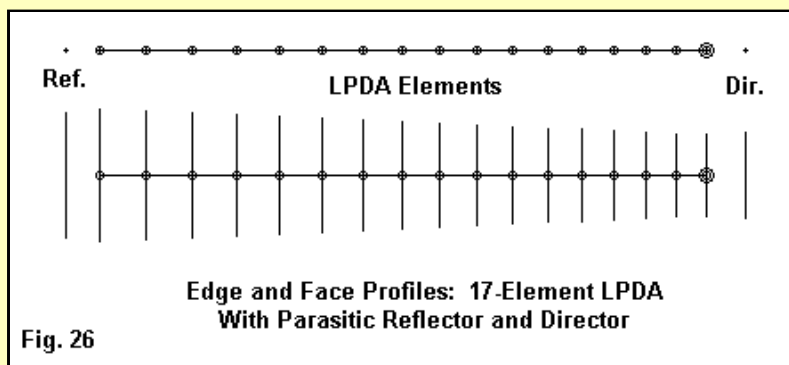 Ref.
LPDA Elements
Dir.
Edge and Face Profiles: 17-Element LPDA
With Parasitic Reflector and Director
Fig. 26